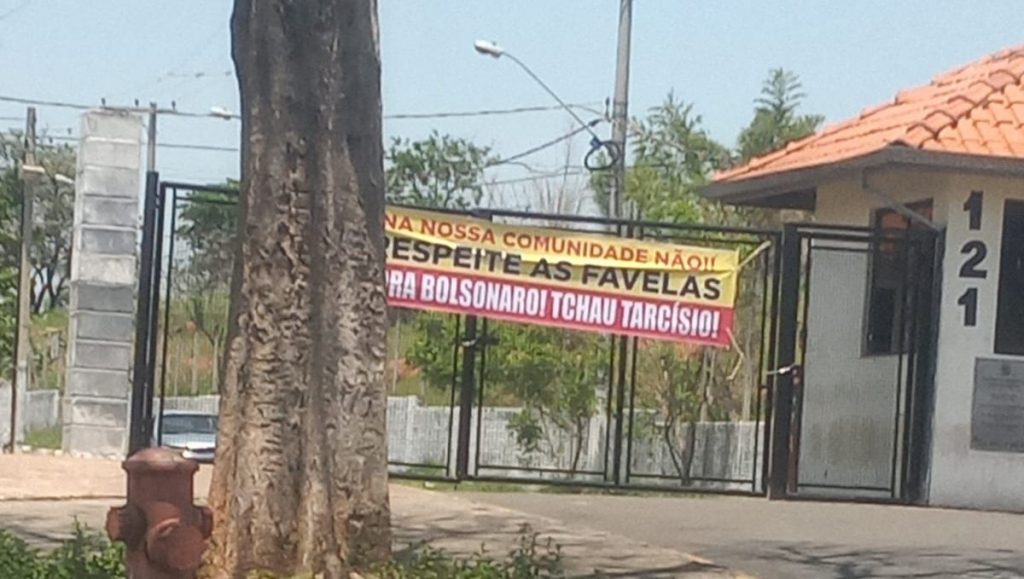 NA NOSSA COMUNIDADE NÃO!!
RESPEITE AS FAVELAS
BOLSONARO! TCHAU TARCÍSIO!
121